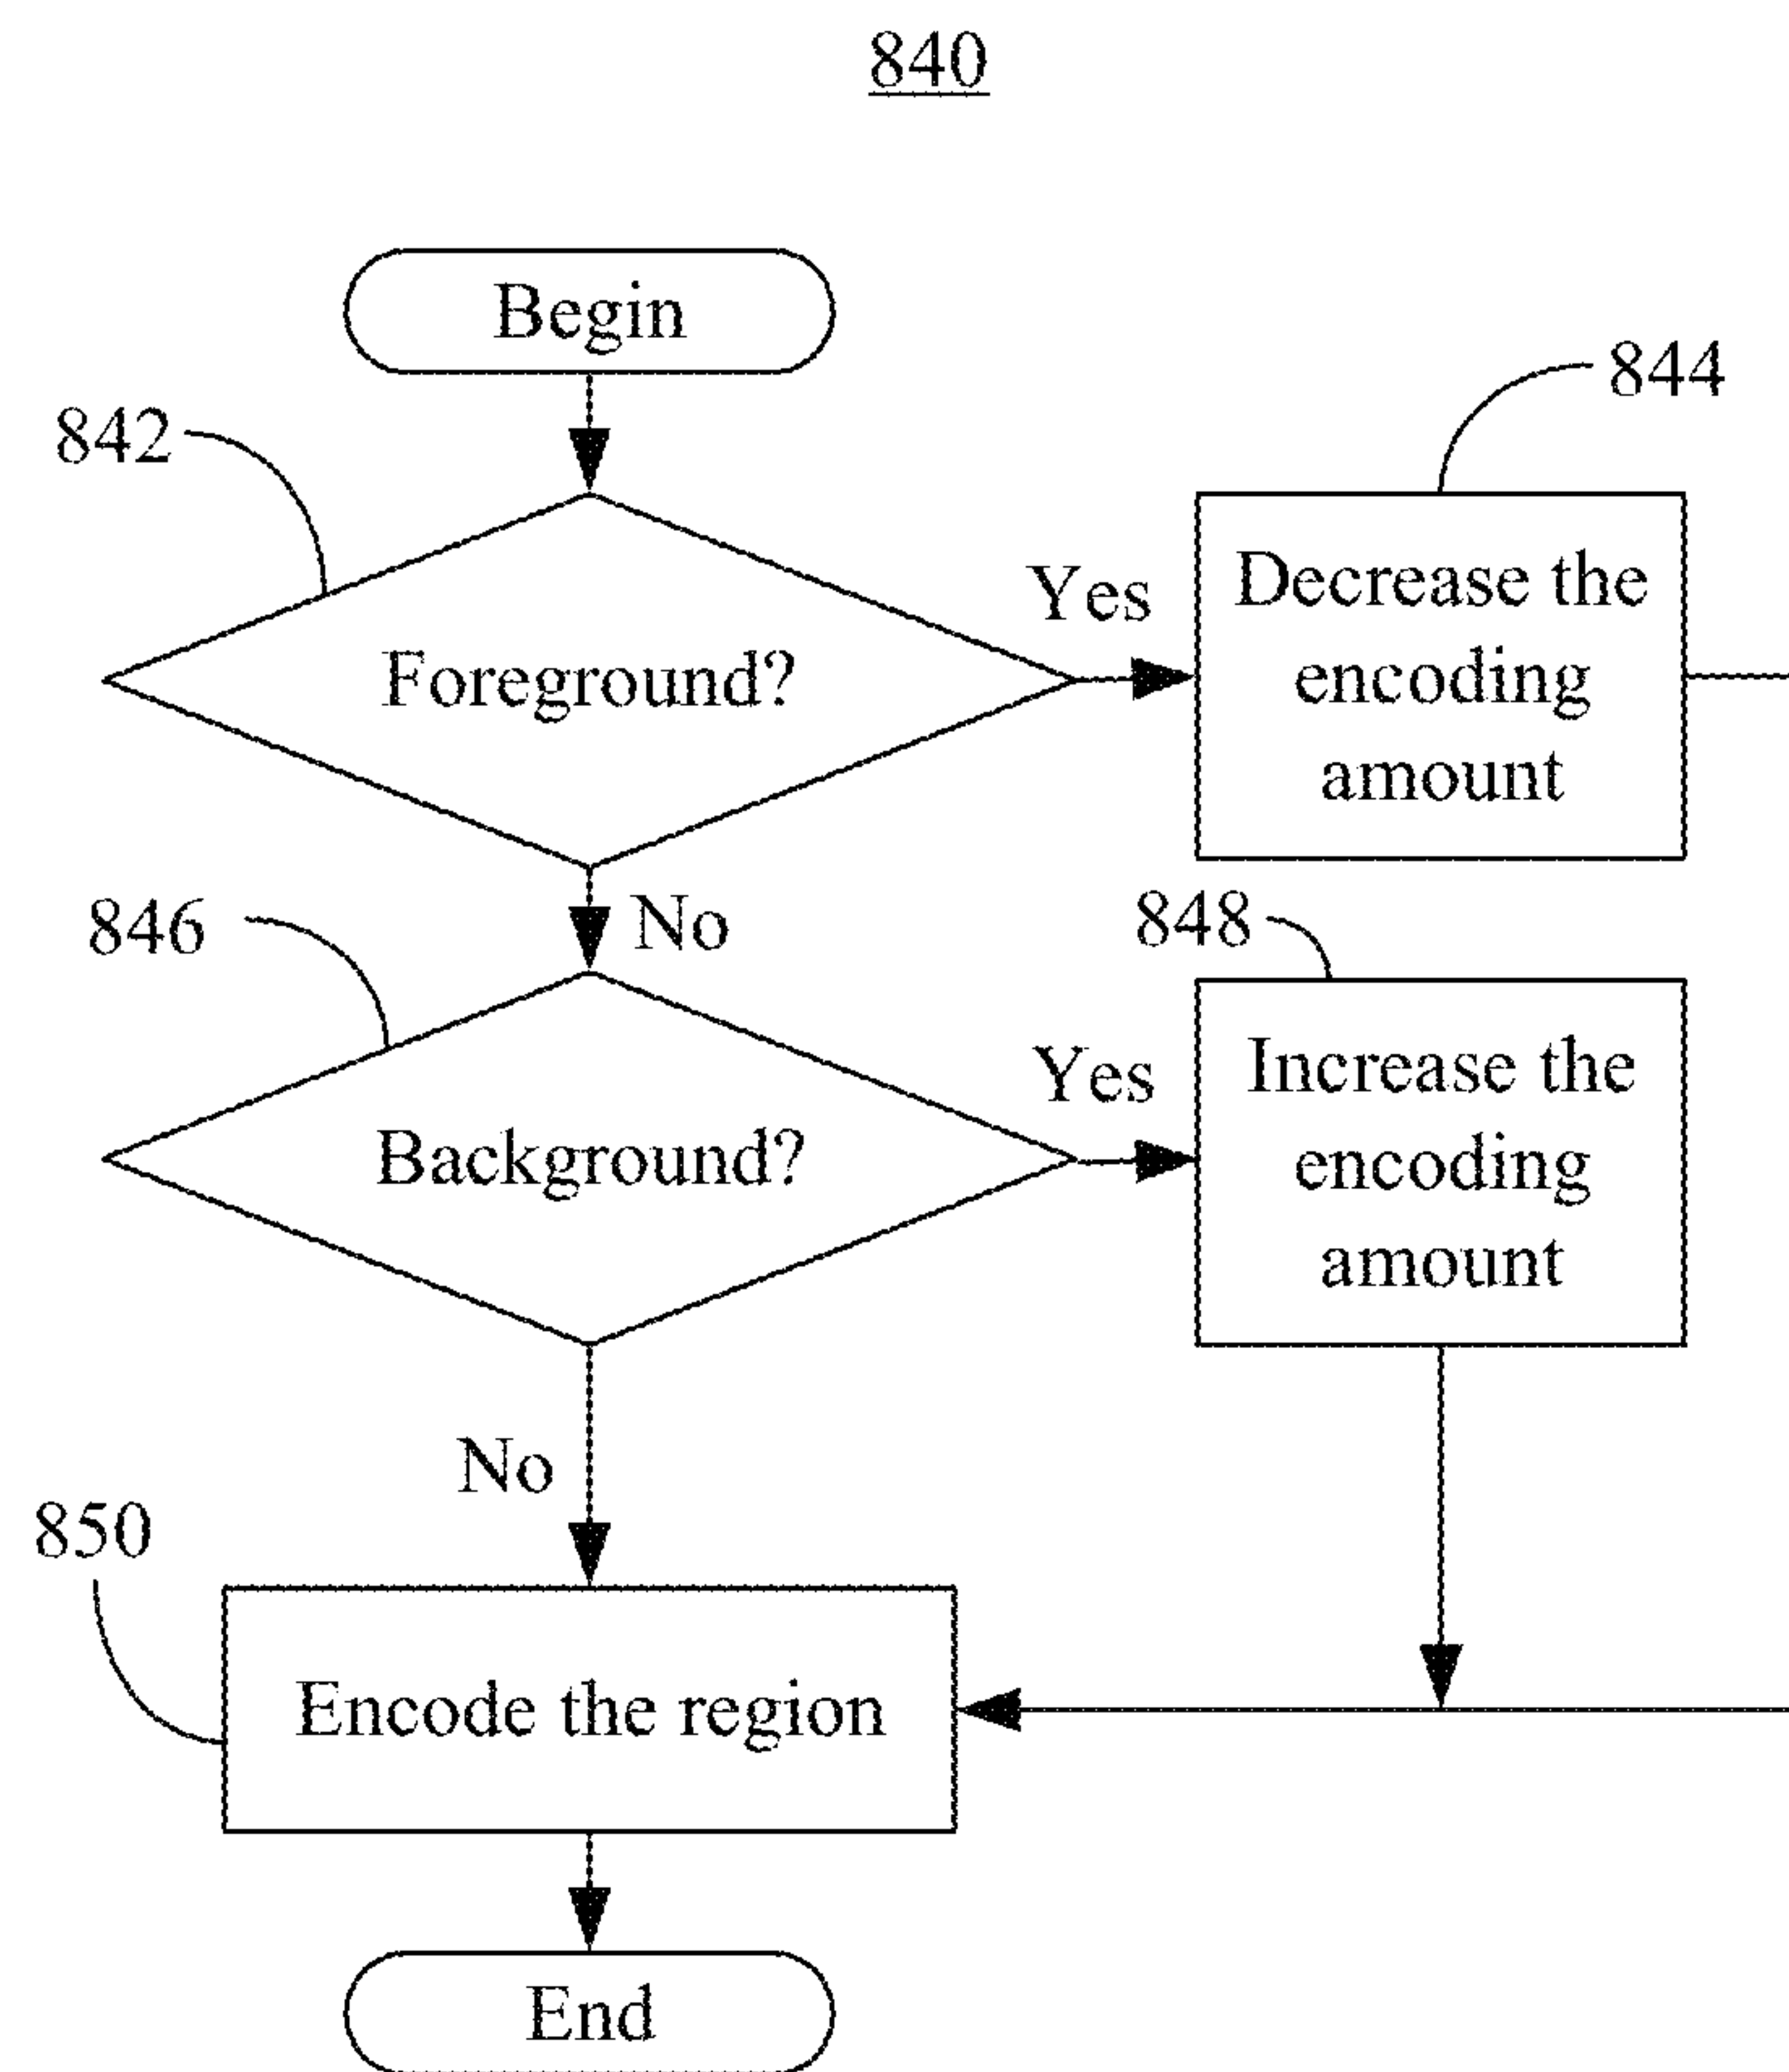 840
Begin
842
844
Foreground?
Yes
Decrease the
encoding
amount
No
846
848
Background?
Yes
Increase the
encoding
amount
No
850
Encode the region
End